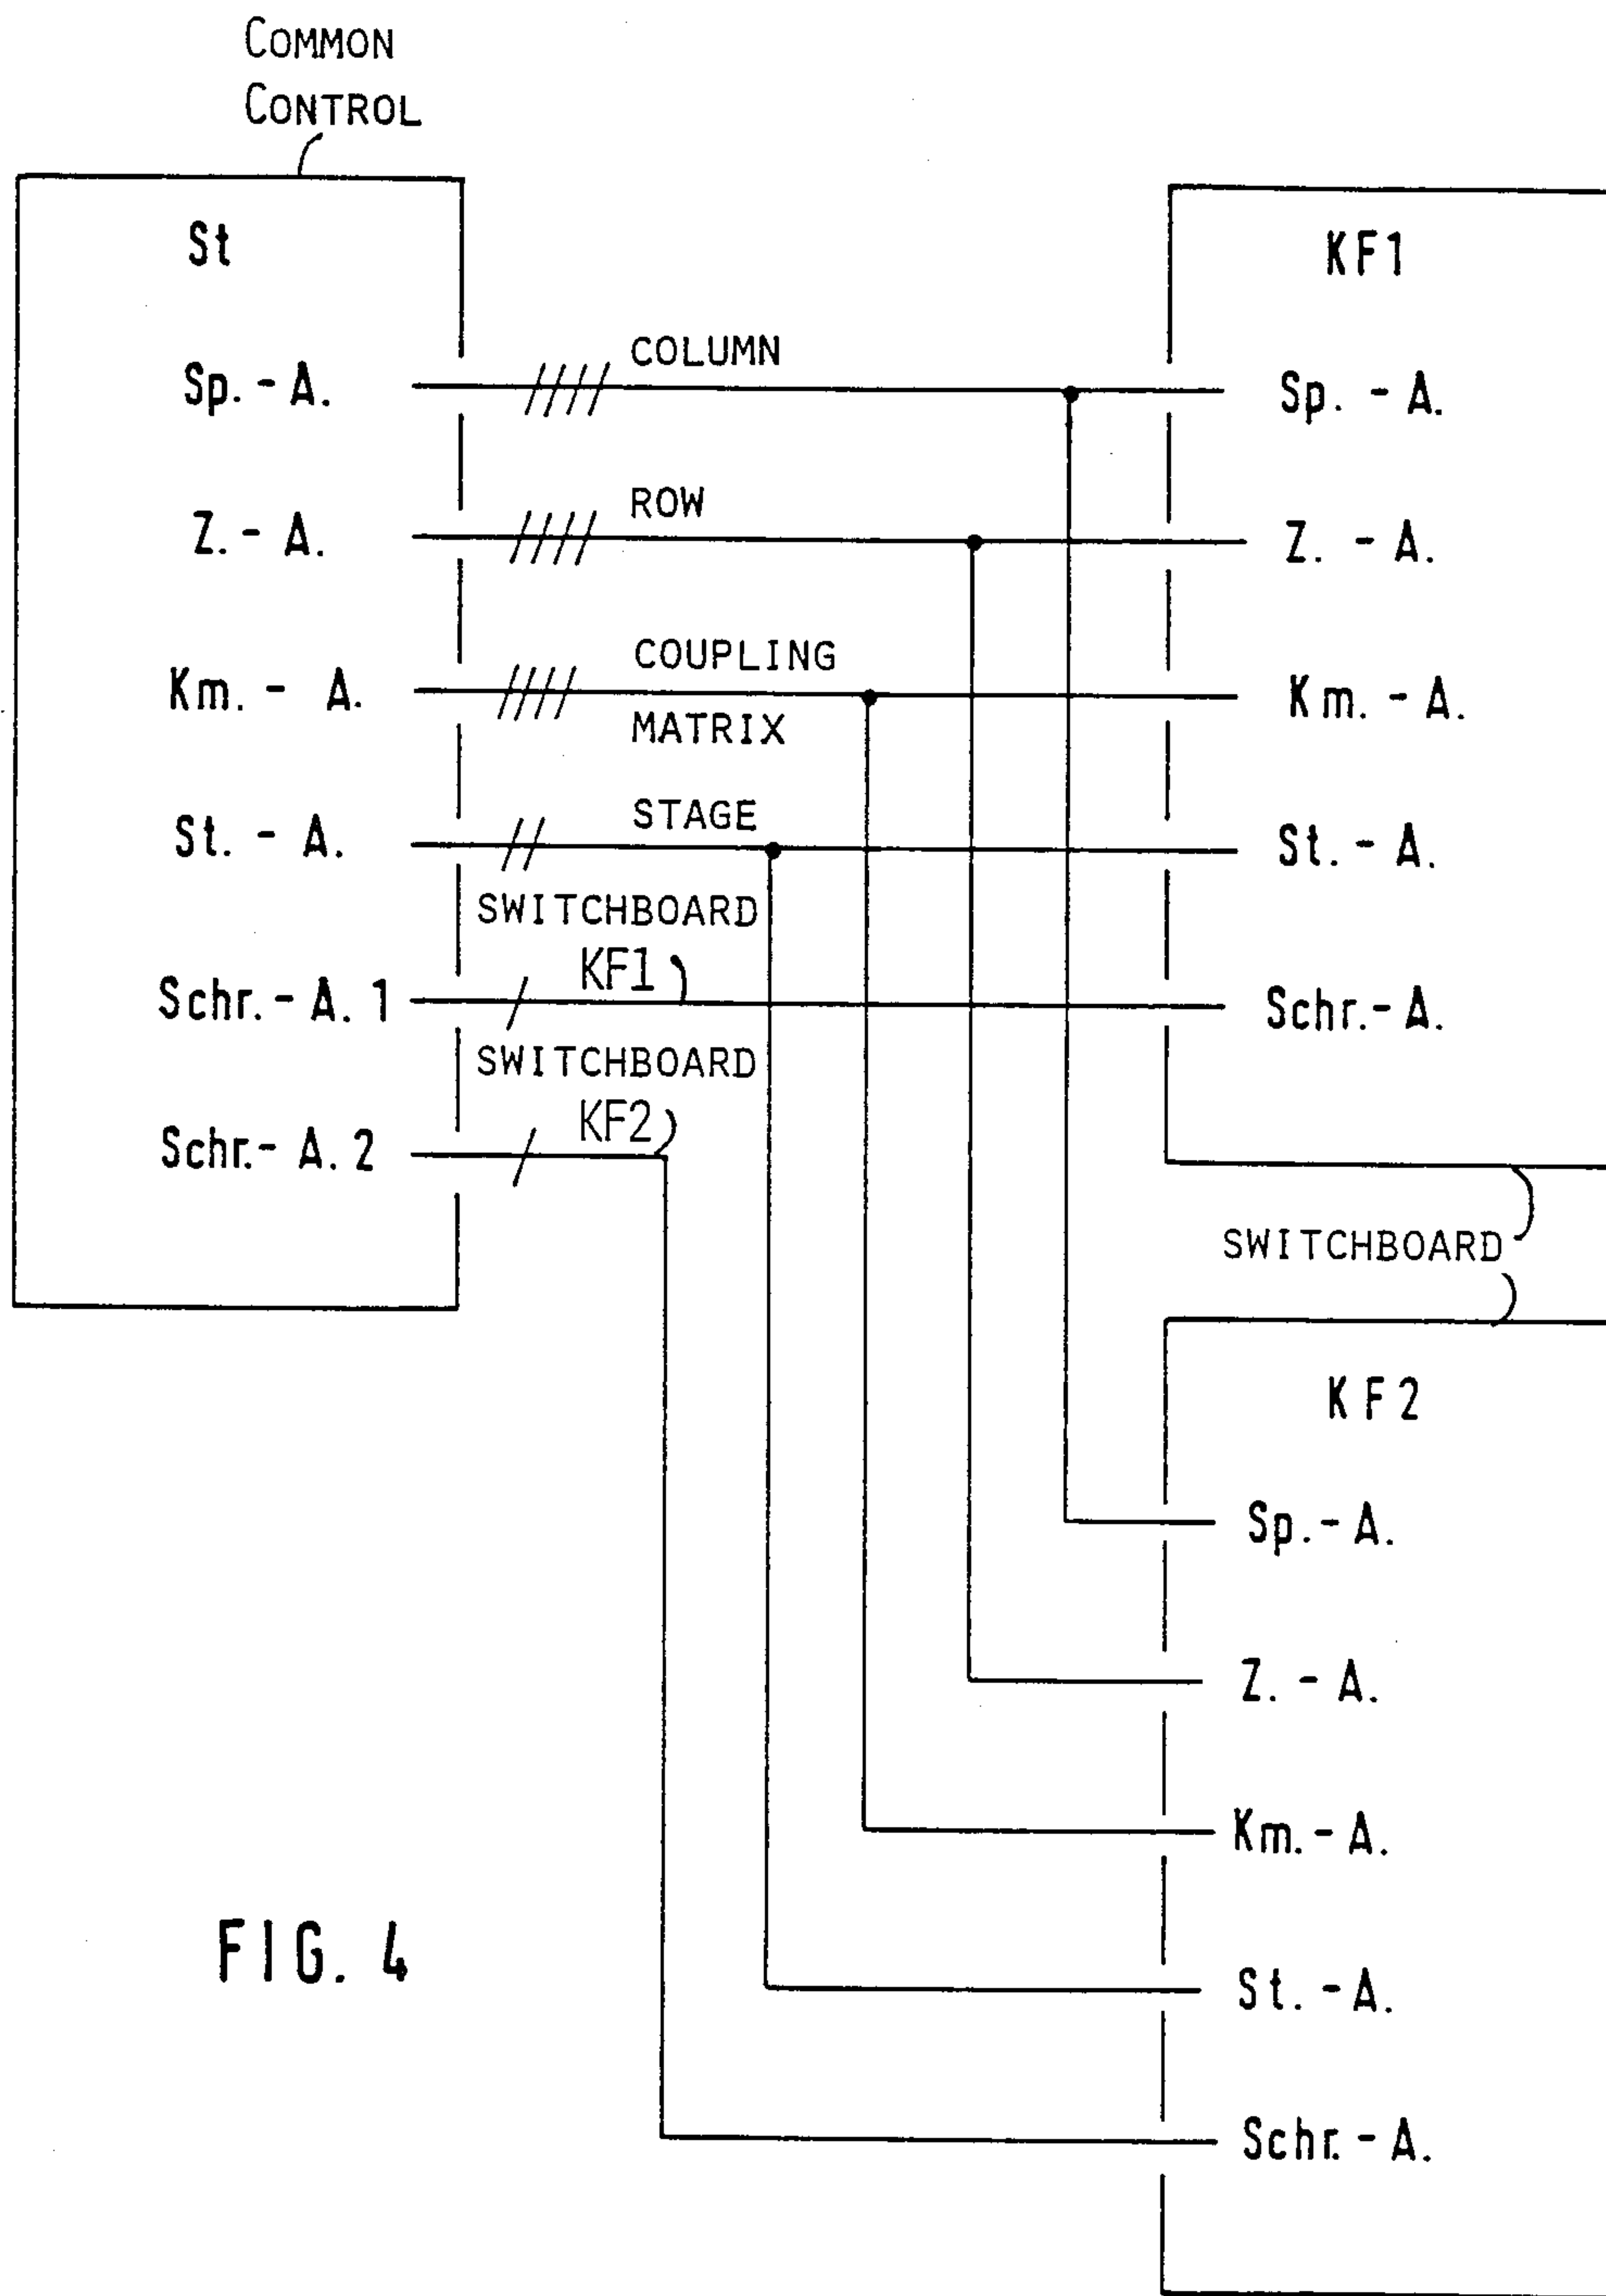 COMMON
CONTROL
St
Sp. - A.
Z. - A.
Km. - A.
St. - A.
Schr. - A. 1
Schr. - A. 2
COLUMN
ROW
COUPLING
MATRIX
STAGE
SWITCHBOARD
KF1
SWITCHBOARD
KF2
KF1
Sp. - A.
Z. - A.
Km. - A.
St. - A.
Schr. - A.
SWITCHBOARD
KF2
Sp. - A.
Z. - A.
Km. - A.
St. - A.
Schr. - A.
FIG. 4